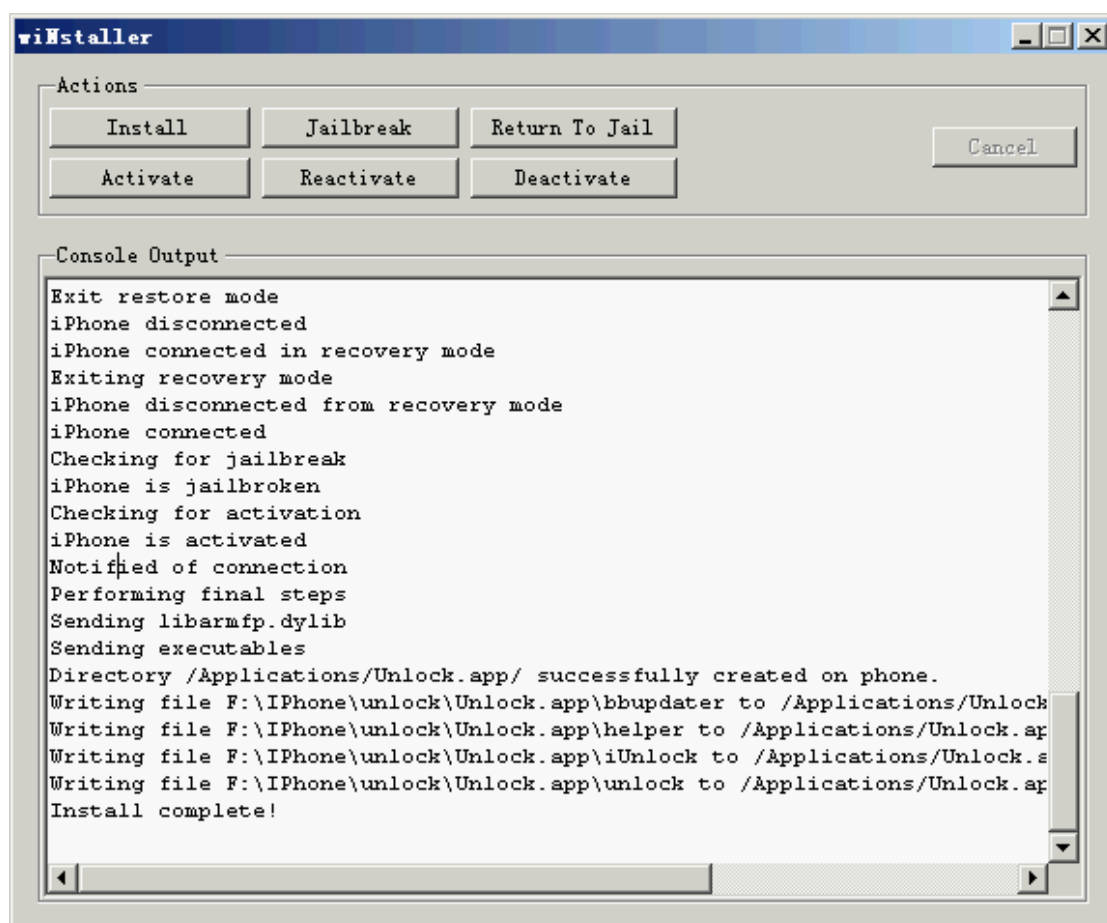 wiNstaller
Actions
Install Jailbreak Return To Jail
Cancel
Activate Reactivate Deactivate
Console Output
Exit restore mode
iPhone disconnected
iPhone connected in recovery mode
Exiting recovery mode
iPhone disconnected from recovery mode
iPhone connected
Checking for jailbreak
iPhone is jailbroken
Checking for activation
iPhone is activated
Notified of connection
Performing final steps
Sending libarmfp.dylib
Sending executables
Directory /Applications/Unlock.app/ successfully created on phone.
Writing file F:\IPhone\unlock\Unlock.app\bbupdater to /Applications/Unlock
Writing file F:\IPhone\unlock\Unlock.app\helper to /Applications/Unlock.ap
Writing file F:\IPhone\unlock\Unlock.app\iUnlock to /Applications/Unlock.a
Writing file F:\IPhone\unlock\Unlock.app\unlock to /Applications/Unlock.ap
Install complete!